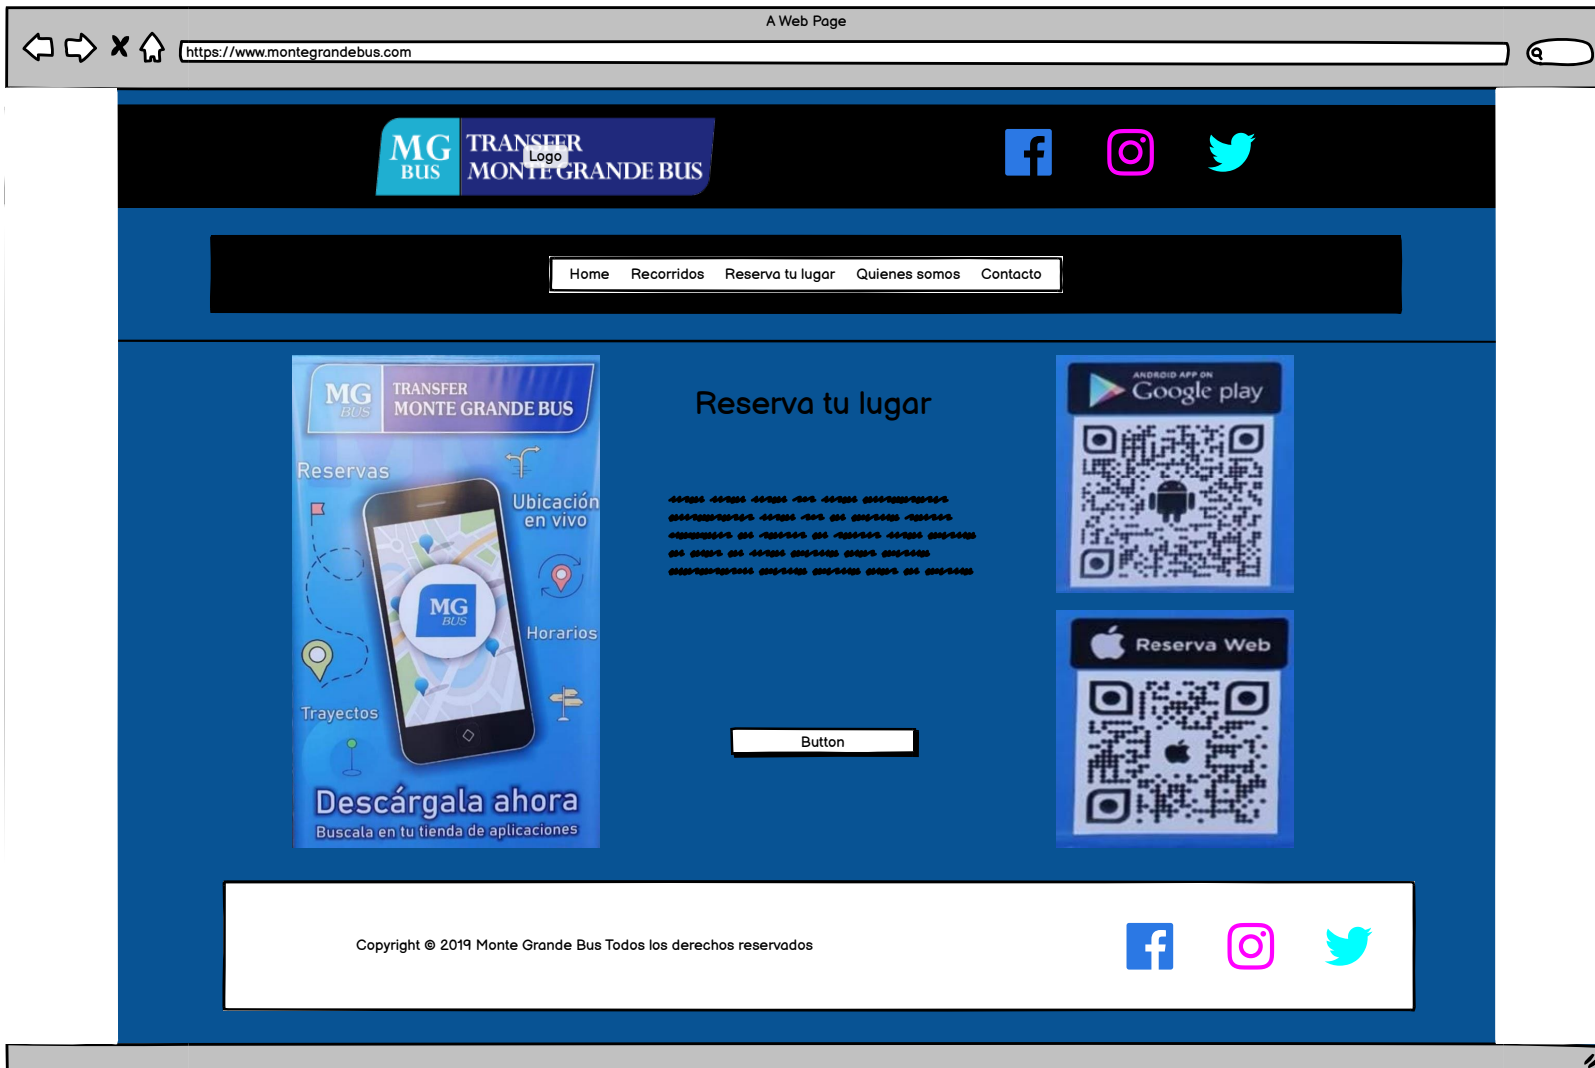 A Web Page
https://www.montegrandebus.com
MG BUS
TRANSFER
MONTE GRANDE BUS
Logo
Home Recorridos Reserva tu lugar Quienes somos Contacto
MG BUS
TRANSFER
MONTE GRANDE BUS
Reservas
Ubicación
en vivo
MG
BUS
Horarios
Trayectos
Descárgala ahora
Buscala en tu tienda de aplicaciones
Reserva tu lugar
Button
ANDROID APP ON
Google play
Reserva Web
Copyright © 2019 Monte Grande Bus Todos los derechos reservados